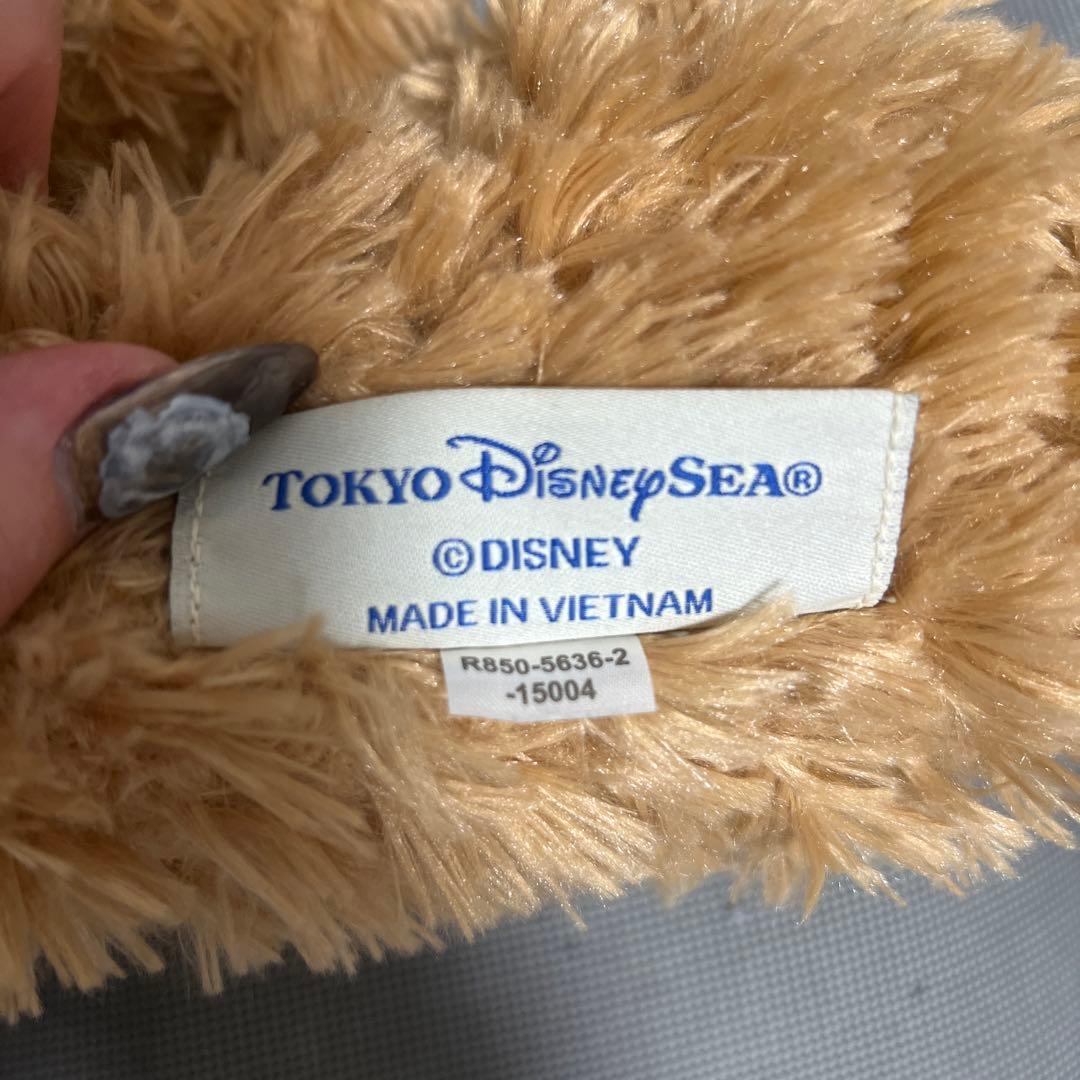 TOKYO DISNEYSEA®
©DISNEY
MADE IN VIETNAM
R850-5636-2
-15004